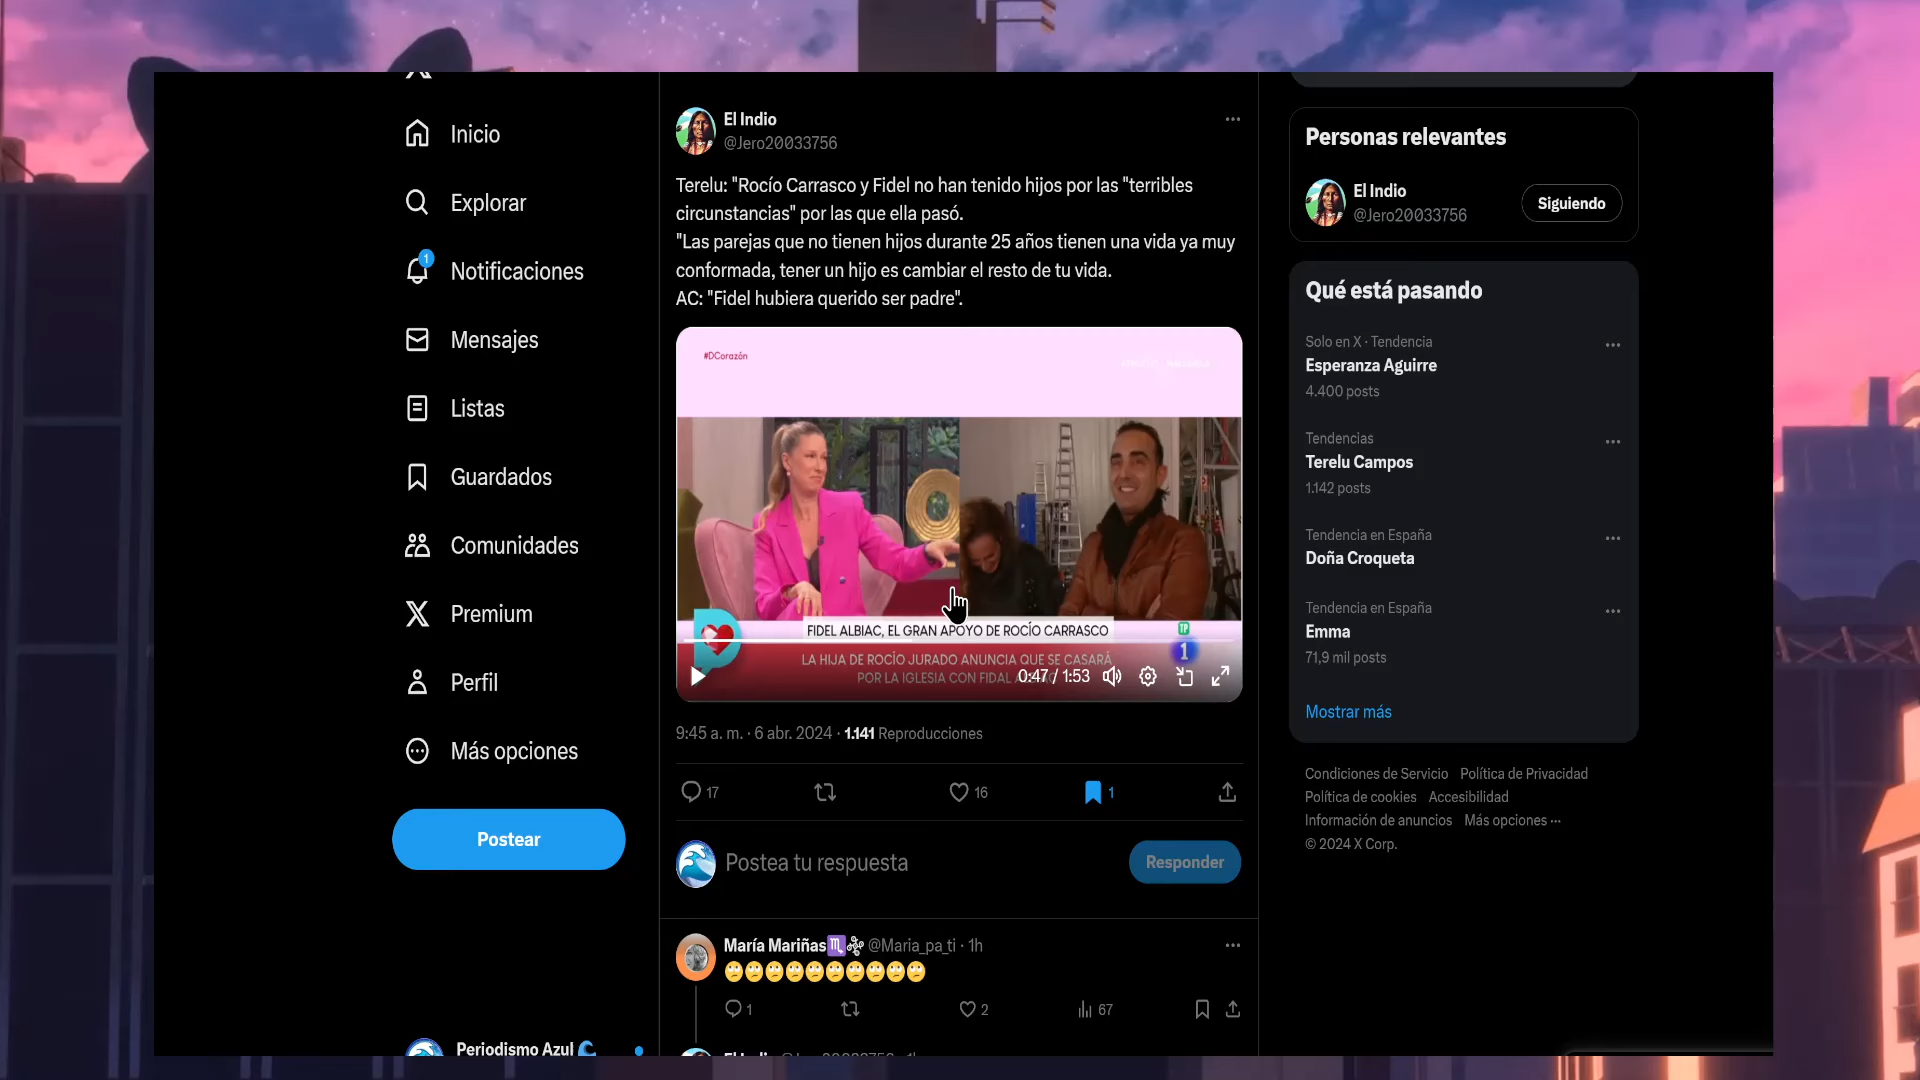 Inicio
Explorar
1
Notificaciones
Mensajes
Listas
Guardados
Comunidades
Premium
Perfil
Más opciones
Postear
Periodismo Azul
El Indio
@Jero20033756
Terelu: "Rocío Carrasco y Fidel no han tenido hijos por las "terribles
circunstancias" por las que ella pasó.
"Las parejas que no tienen hijos durante 25 años tienen una vida ya muy
conformada, tener un hijo es cambiar el resto de tu vida.
AC: "Fidel hubiera querido ser padre".
#DCorazón
FIDEL ALBIAC, EL GRAN APOYO DE ROCÍO CARRASCO
LA HIJA DE ROCÍO JURADO ANUNCIA QUE SE CASARÁ
POR LA IGLESIA CON FIDAL
TP
1
0:47 / 1:53
9:45 a. m. · 6 abr. 2024 · 1.141 Reproducciones
17
16
1
Postea tu respuesta
Responder
María Mariñas♏ @Maria_pa_ti · 1h
🙄🙄🙄🙄🙄🙄🙄🙄🙄🙄
1
2
67
Personas relevantes
El Indio
@Jero20033756
Siguiendo
Qué está pasando
Solo en X · Tendencia
Esperanza Aguirre
4.400 posts
Tendencias
Terelu Campos
1.142 posts
Tendencia en España
Doña Croqueta
Tendencia en España
Emma
71,9 mil posts
Mostrar más
Condiciones de Servicio Política de Privacidad
Política de cookies Accesibilidad
Información de anuncios Más opciones ···
© 2024 X Corp.